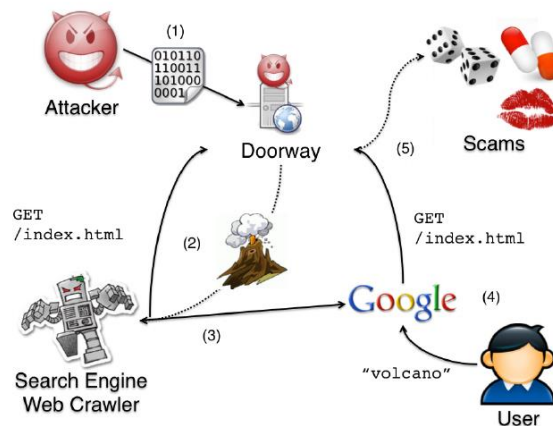 (1)
010110
110011
101000
0001
Attacker
Doorway
(5)
Scams
GET
/index.html
(2)
GET
/index.html
Google
(4)
(3)
"volcano"
Search Engine
Web Crawler
User